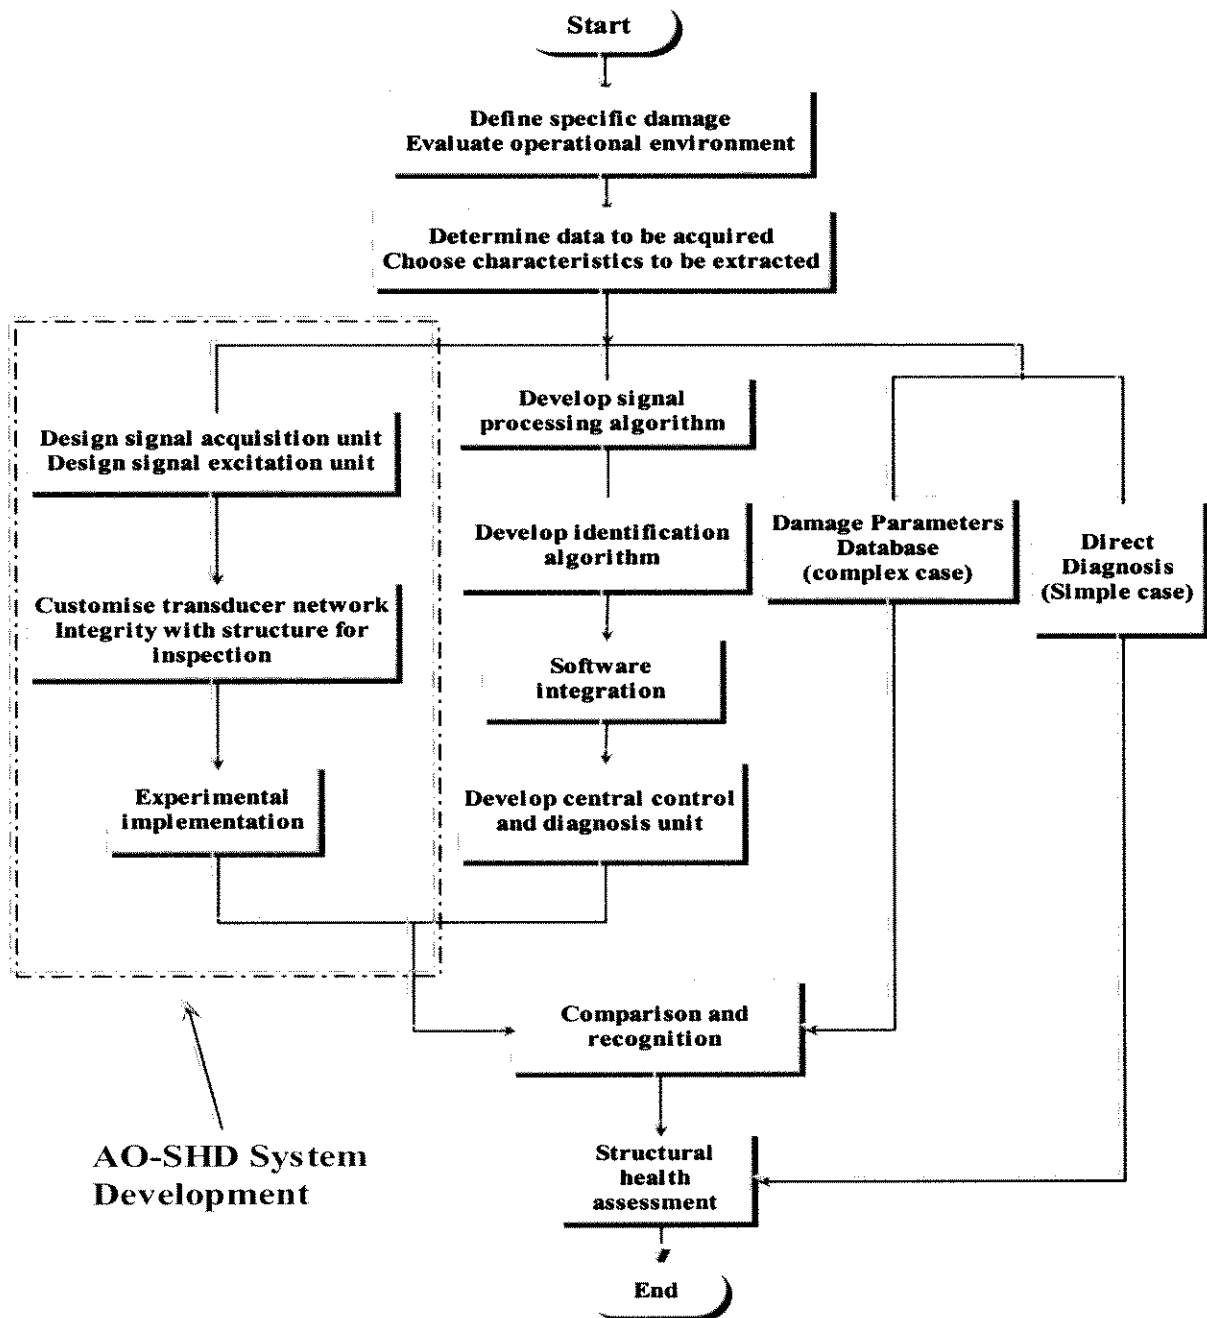 Start
Define specific damage
Evaluate operational environment
Determine data to be acquired
Choose characteristics to be extracted
Design signal acquisition unit
Design signal excitation unit
Customise transducer network
Integrity with structure for
inspection
Experimental
implementation
Develop signal
processing algorithm
Develop identification
algorithm
Software
integration
Develop central control
and diagnosis unit
Damage Parameters
Database
(complex case)
Direct
Diagnosis
(Simple case)
Comparison and
recognition
AO-SHD System
Development
Structural
health
assessment
End